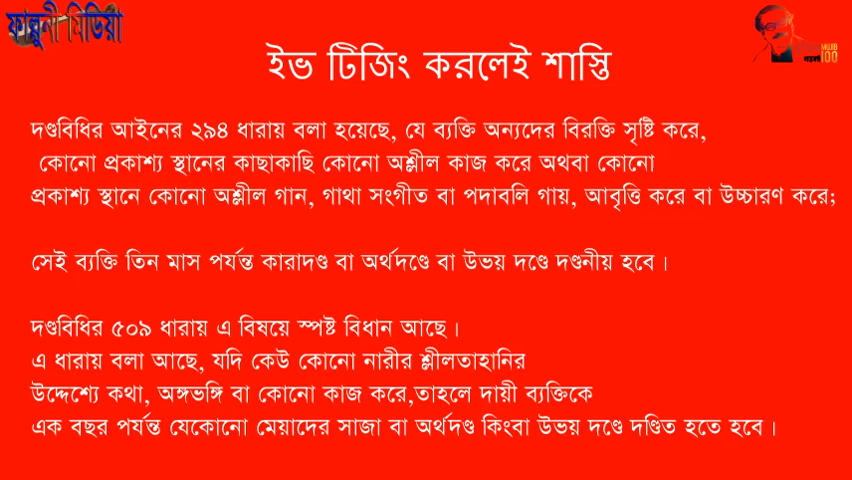 ফাল্গুনী মিডিয়া
MUJIB
100
ইভ টিজিং করলেই শাস্তি
দণ্ডবিধির আইনের ২৯৪ ধারায় বলা হয়েছে, যে ব্যক্তি অন্যদের বিরক্তি সৃষ্টি করে,
কোনো প্রকাশ্য স্থানের কাছাকাছি কোনো অশ্লীল কাজ করে অথবা কোনো
প্রকাশ্য স্থানে কোনো অশ্লীল গান, গাথা সংগীত বা পদাবলি গায়, আবৃত্তি করে বা উচ্চারণ করে;
সেই ব্যক্তি তিন মাস পর্যন্ত কারাদণ্ড বা অর্থদণ্ডে বা উভয় দণ্ডে দণ্ডনীয় হবে।
দণ্ডবিধির ৫০৯ ধারায় এ বিষয়ে স্পষ্ট বিধান আছে।
এ ধারায় বলা আছে, যদি কেউ কোনো নারীর শ্লীলতাহানির
উদ্দেশ্যে কথা, অঙ্গভঙ্গি বা কোনো কাজ করে,তাহলে দায়ী ব্যক্তিকে
এক বছর পর্যন্ত যেকোনো মেয়াদের সাজা বা অর্থদণ্ড কিংবা উভয় দণ্ডে দণ্ডিত হতে হবে।